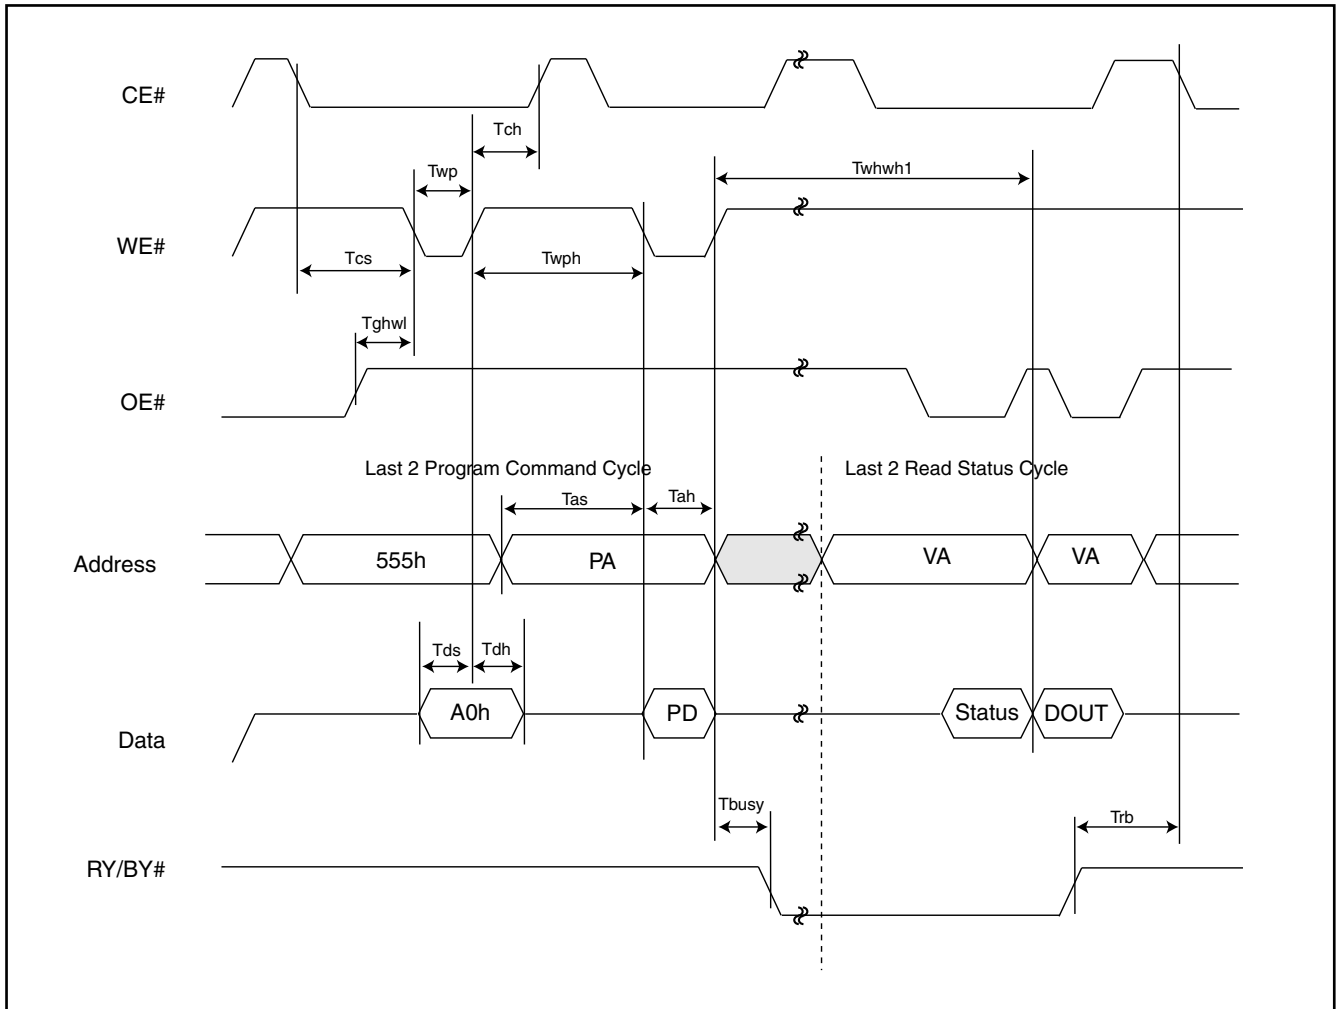 CE#
Tch
Twp
Twhwh1
WE#
Tcs
Twph
Tghwl
OE#
Last 2 Program Command Cycle
Last 2 Read Status Cycle
Tas
Tah
Address
555h
PA
VA
VA
Tds
Tdh
A0h
PD
Status
DOUT
Data
Tbusy
Trb
RY/BY#